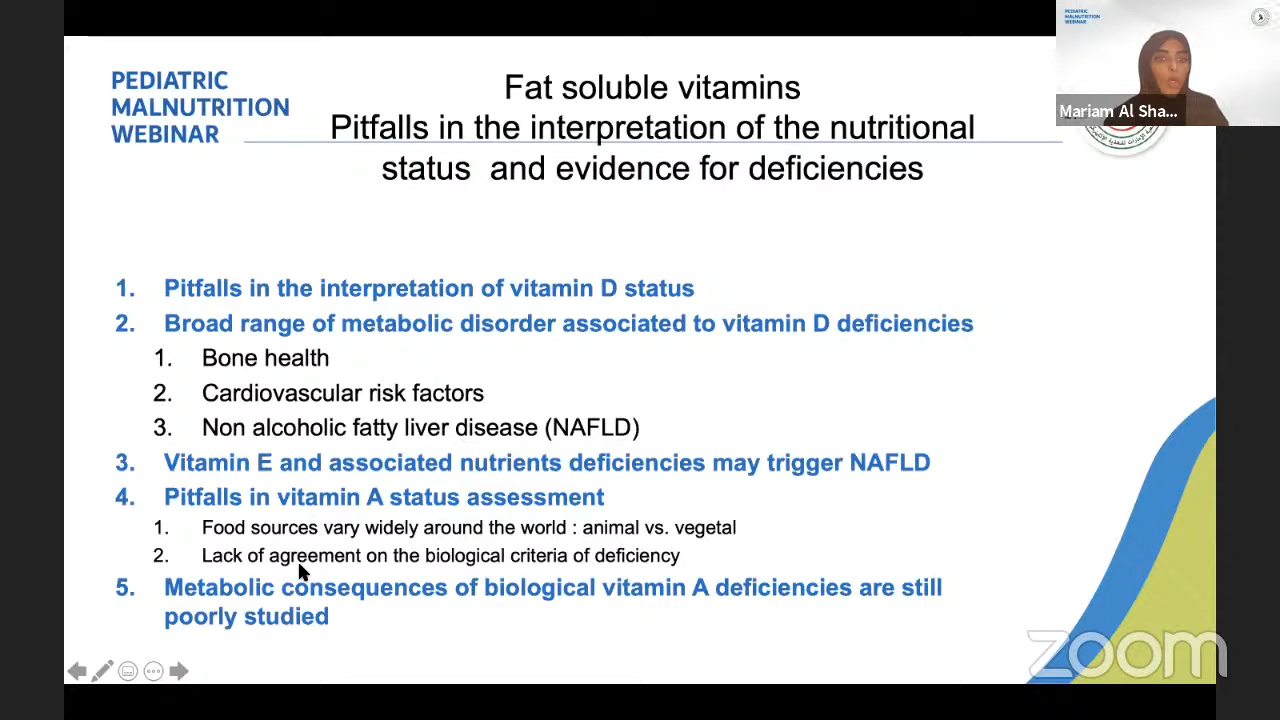 PEDIATRIC
MALNUTRITION
WEBINAR
Fat soluble vitamins
Pitfalls in the interpretation of the nutritional
status and evidence for deficiencies
PEDIATRIC
MALNUTRITION
WEBINAR
Mariam Al Sha...
1. Pitfalls in the interpretation of vitamin D status
2. Broad range of metabolic disorder associated to vitamin D deficiencies
1. Bone health
2. Cardiovascular risk factors
3. Non alcoholic fatty liver disease (NAFLD)
3. Vitamin E and associated nutrients deficiencies may trigger NAFLD
4. Pitfalls in vitamin A status assessment
1. Food sources vary widely around the world : animal vs. vegetal
2. Lack of agreement on the biological criteria of deficiency
5. Metabolic consequences of biological vitamin A deficiencies are still
poorly studied
zoom